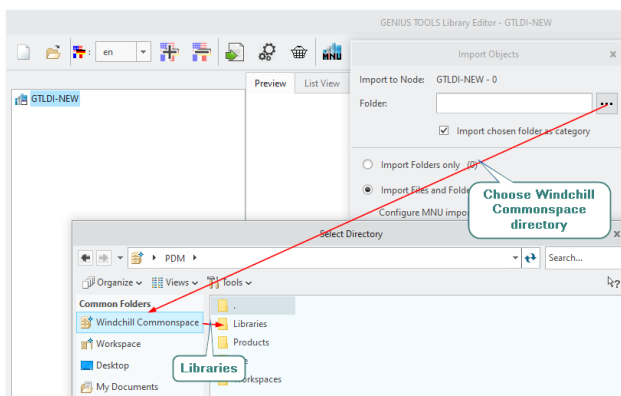 GENIUS TOOLS Library Editor - GTLDI-NEW
en
MNU
Import Objects
x
Preview
List View
Import to Node: GTLDI-NEW - 0
GTLDI-NEW
Folder:
...
Import chosen folder as category
Import Folders only (0)
Import Files and Folde
Configure MNU impor
Choose Windchill
Commonspace
directory
Select Directory
x
PDM
Search...
Organize
Views
Tools
Common Folders
.
Windchill Commonspace
Libraries
Workspace
Products
Desktop
Libraries
My Documents
orkspaces